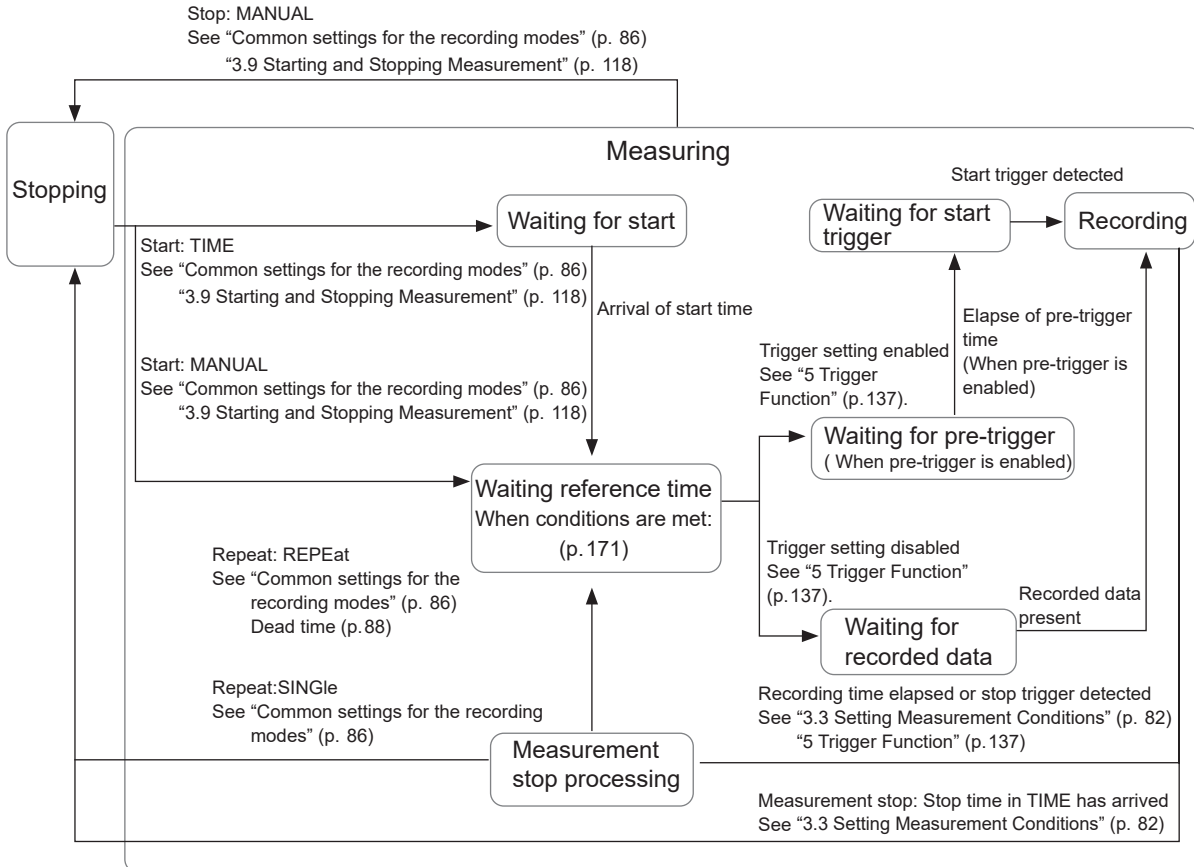 Stop: MANUAL
See “Common settings for the recording modes” (p. 86)
“3.9 Starting and Stopping Measurement” (p. 118)
Measuring
Stopping
Waiting for start
Start: TIME
See “Common settings for the recording modes” (p. 86)
“3.9 Starting and Stopping Measurement” (p. 118)
Arrival of start time
Start: MANUAL
See “Common settings for the recording modes” (p. 86)
“3.9 Starting and Stopping Measurement” (p. 118)
Start trigger detected
Waiting for start
trigger
Recording
Elapse of pre-trigger
time
(When pre-trigger is
enabled)
Trigger setting enabled
See “5 Trigger
Function” (p.137).
Waiting for pre-trigger
( When pre-trigger is enabled)
Waiting reference time
When conditions are met:
(p.171)
Trigger setting disabled
See “5 Trigger Function”
(p.137).
Recorded data
present
Waiting for
recorded data
Repeat: REPEat
See “Common settings for the
recording modes” (p. 86)
Dead time (p.88)
Repeat:SINGle
See “Common settings for the recording
modes” (p. 86)
Measurement
stop processing
Recording time elapsed or stop trigger detected
See “3.3 Setting Measurement Conditions” (p. 82)
“5 Trigger Function” (p.137)
Measurement stop: Stop time in TIME has arrived
See “3.3 Setting Measurement Conditions” (p. 82)